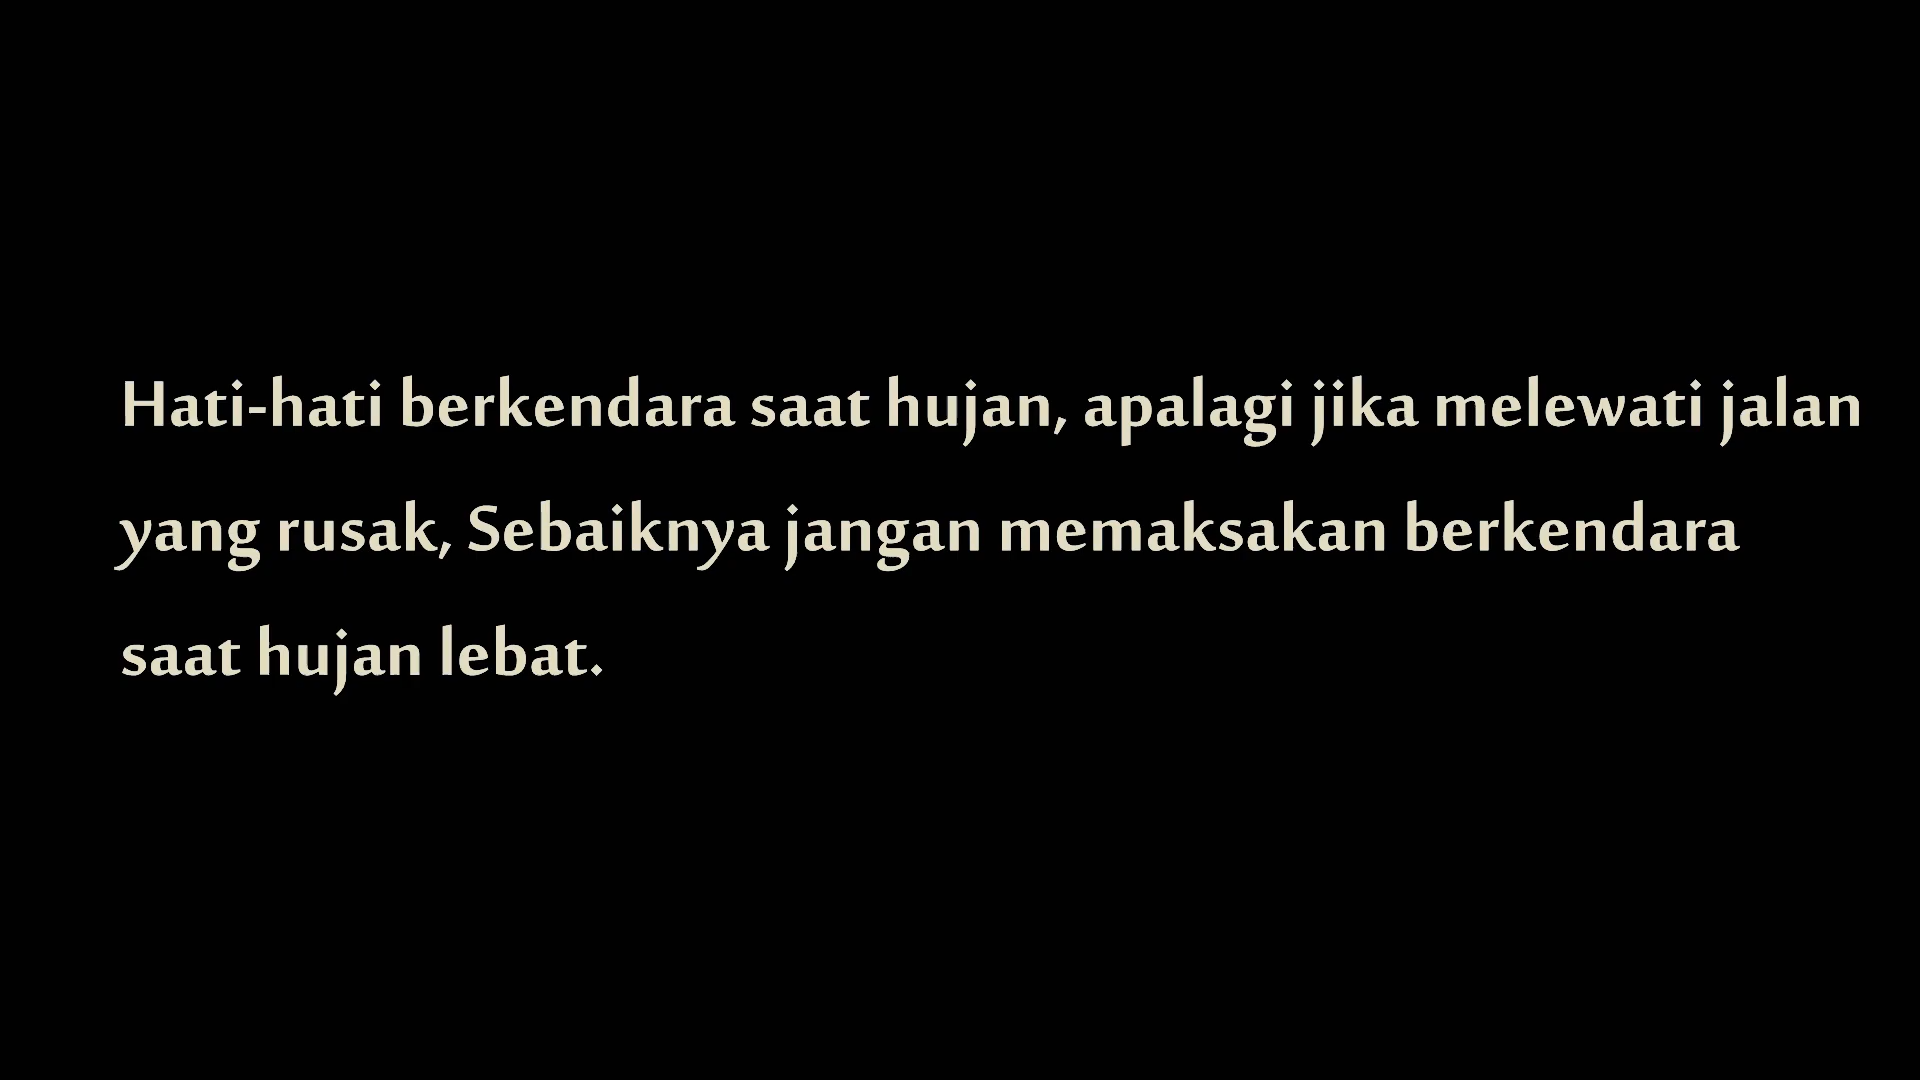 Hati-hati berkendara saat hujan, apalagi jika melewati jalan
yang rusak, Sebaiknya jangan memaksakan berkendara
saat hujan lebat.